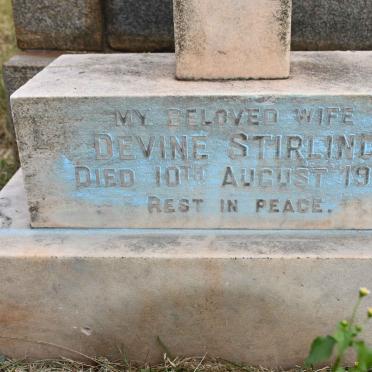 MY BELOVED WIFE
DEVINE STIRLING
DIED 10TH AUGUST 19
REST IN PEACE.